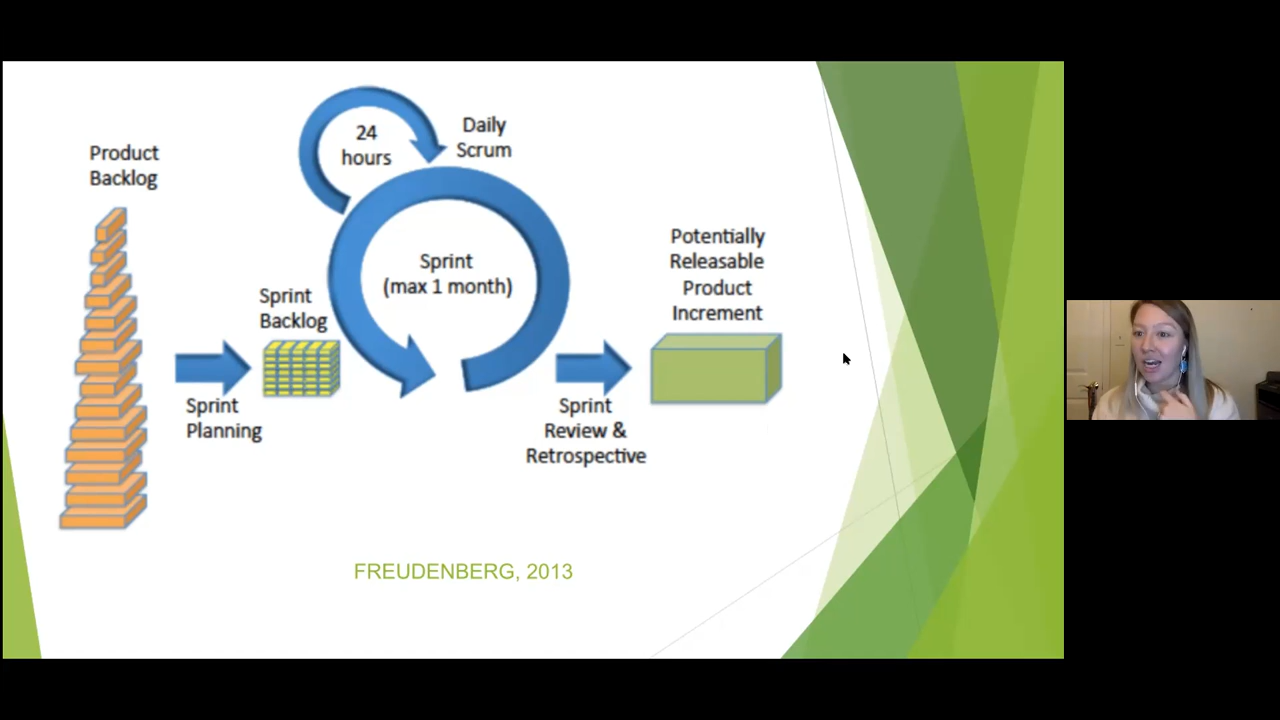 Product
Backlog
24
hours
Daily
Scrum
Sprint
(max 1 month)
Sprint
Backlog
Sprint
Planning
Sprint
Review &
Retrospective
Potentially
Releasable
Product
Increment
FREUDENBERG, 2013